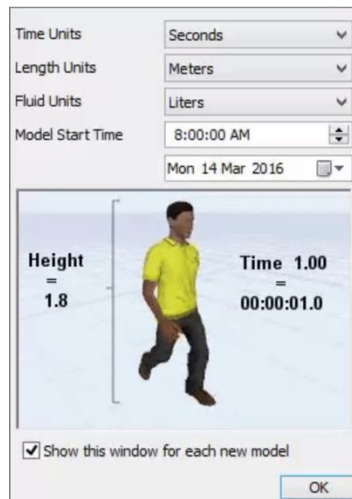 Time Units Seconds
Length Units Meters
Fluid Units Liters
Model Start Time 8:00:00 AM
Mon 14 Mar 2016
Height
=
1.8
Time 1.00
=
00:00:01.0
Show this window for each new model
OK